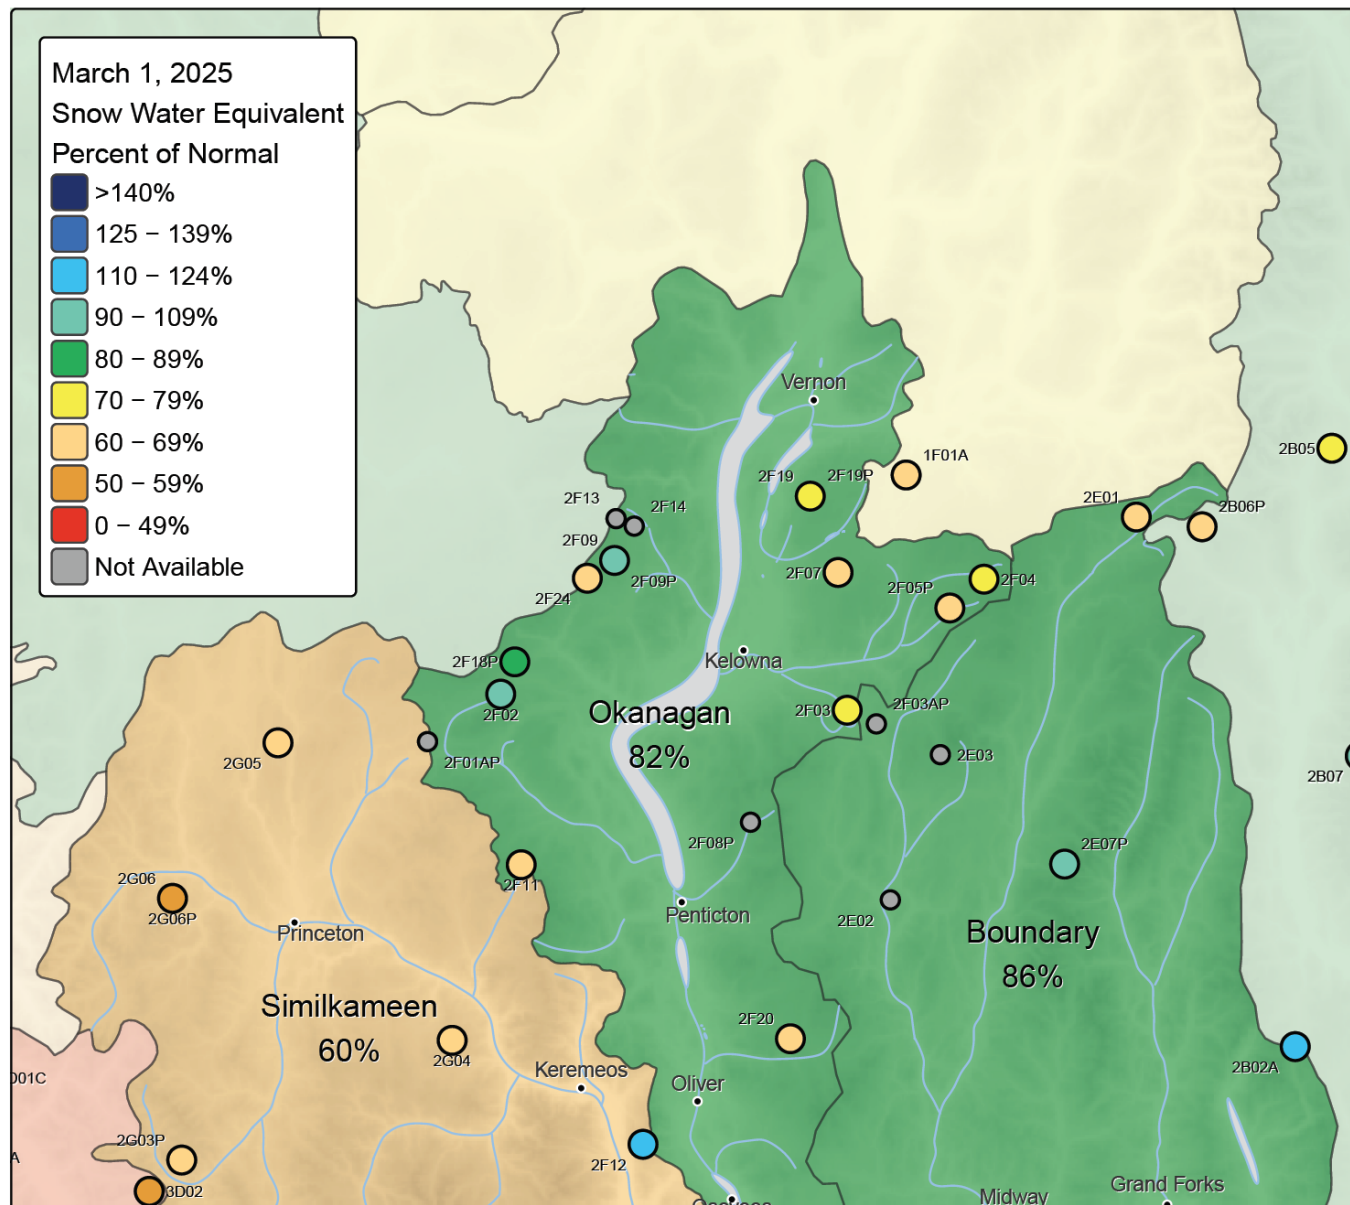 March 1, 2025
Snow Water Equivalent
Percent of Normal
>140%
125 – 139%
110 – 124%
90 – 109%
80 – 89%
70 – 79%
60 – 69%
50 – 59%
0 – 49%
Not Available
Vernon
1F01A
2B05
2F19
2F19P
2F13
2F14
2E01
2B06P
2F09
2F09P
2F24
2F07
2F05P
2F04
2F18P
Kelowna
2F02
Okanagan
82%
2F03
2F03AP
2E03
2G05
2F01AP
2B07
2F08P
2E07P
2G06
2G06P
2F11
Penticton
2E02
Princeton
Boundary
86%
Similkameen
60%
2G04
2F20
Keremeos
Oliver
2B02A
001C
2G03P
A
2F12
3D02
Grand Forks
Midway